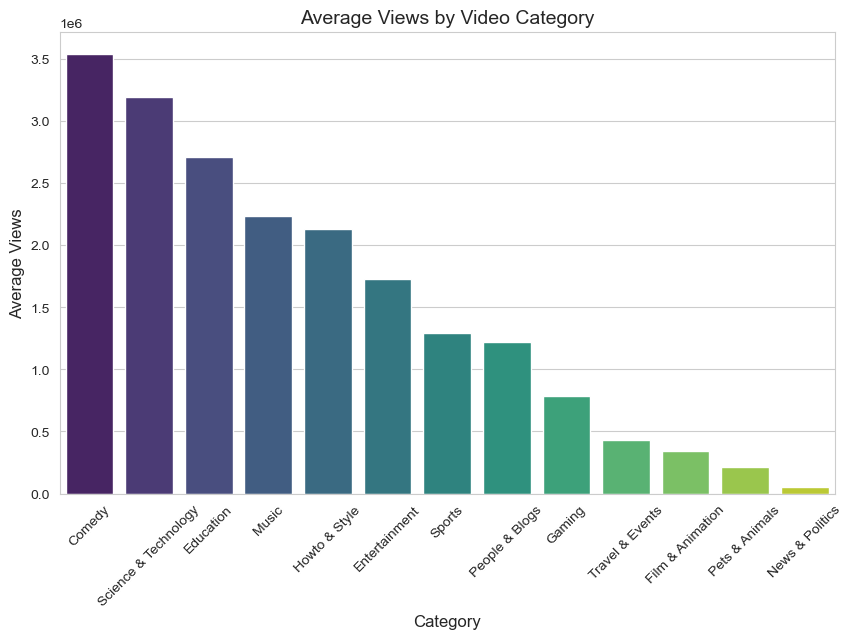 Average Views by Video Category
1e6
3.5
3.0
2.5
2.0
1.5
1.0
0.5
0.0
Average Views
Comedy
Science & Technology
Education
Music
Howto & Style
Entertainment
Sports
People & Blogs
Gaming
Travel & Events
Film & Animation
Pets & Animals
News & Politics
Category